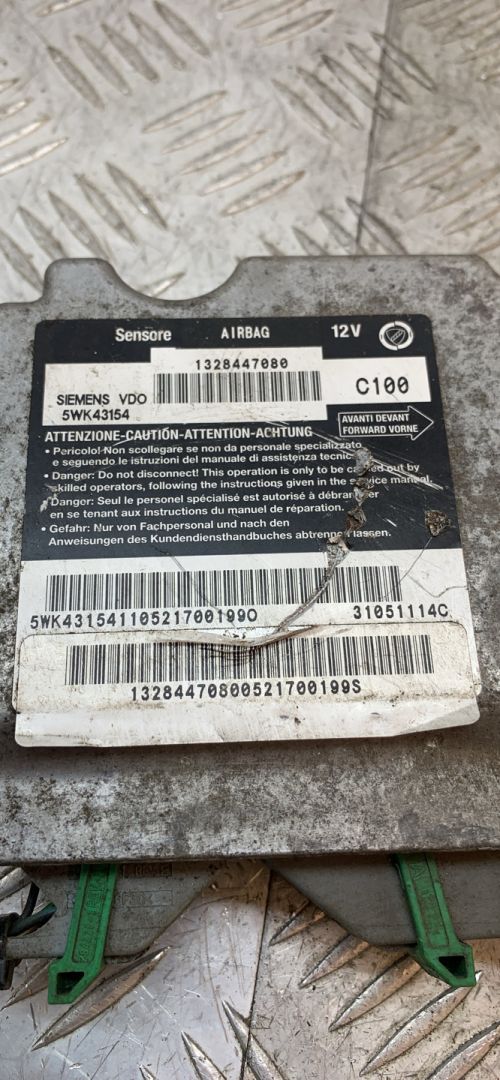 Sensore AIRBAG 12V
1328447080
SIEMENS VDO
5WK43154
C100
AVANTI DEVANT
FORWARD VORNE
ATTENZIONE-CAUTION-ATTENTION-ACHTUNG
• Pericolo! Non scollegare se non da personale specializzato
e seguendo le istruzioni del manuale di assistenza
• Danger: Do not disconnect! This operation is only to be out by
skilled operators, following the instructions given in the service manual.
Danger: Seul le personel spécialisé est autorisé à
en se tenant aux instructions du manuel de réparation.
• Gefahr: Nur von Fachpersonal und nach den
Anweisungen des Kundendiensthandbuches abtrennen lassen.
5WK43154110521700199O 31051114C
13284470800521700199S